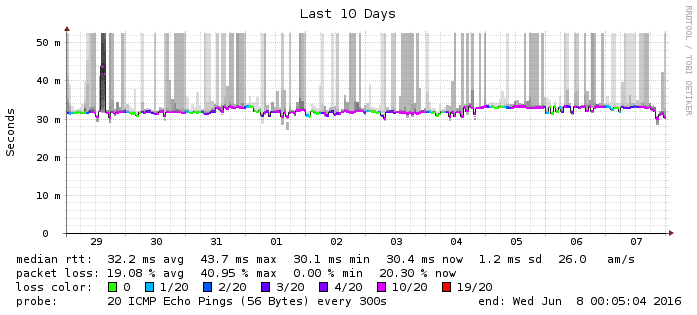 Last 10 Days
RRDTOOL / TOBI OETIKER
Seconds
50 m
40 m
30 m
20 m
10 m
0
29 30 31 01 02 03 04 05 06 07
median rtt: 32.2 ms avg 43.7 ms max 30.1 ms min 30.4 ms now 1.2 ms sd 26.0 am/s
packet loss: 19.08 % avg 40.95 % max 0.00 % min 20.30 % now
loss color: 0 1/20 2/20 3/20 4/20 10/20 19/20
probe: 20 ICMP Echo Pings (56 Bytes) every 300s end: Wed Jun 8 00:05:04 2016